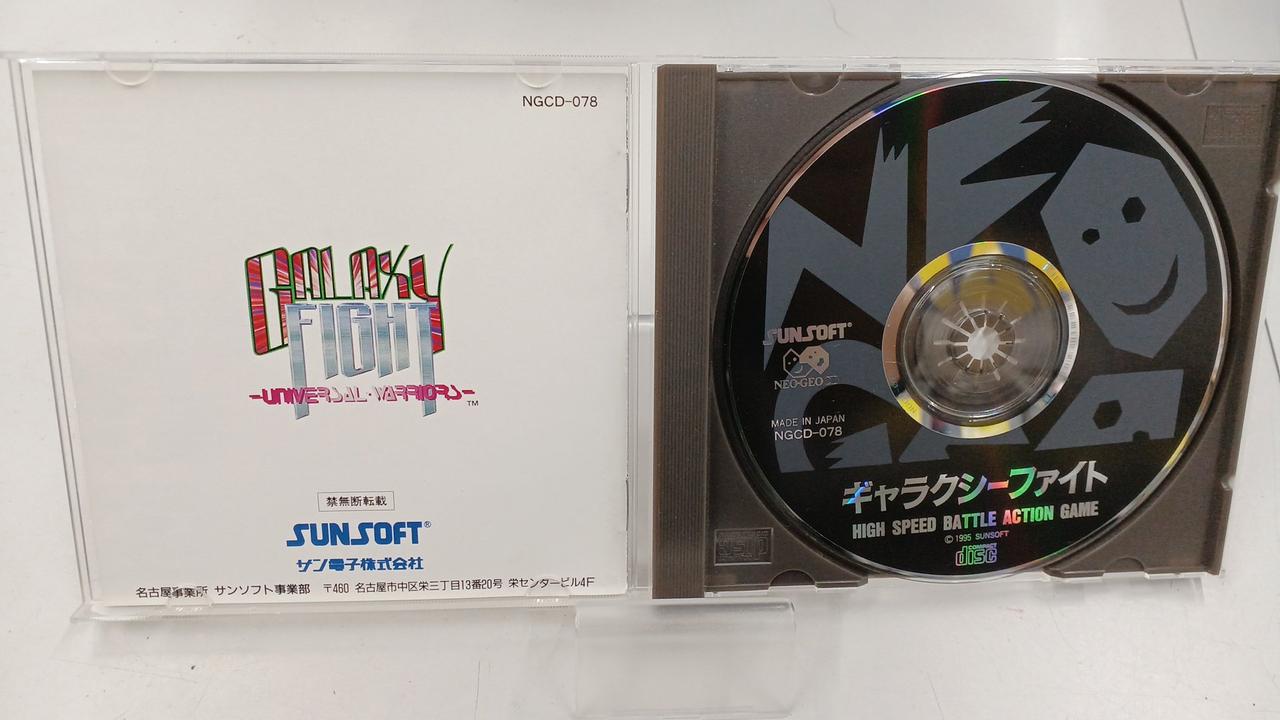 NGCD-078
GALAXY
FIGHT
-UNIVERSAL·WARRIORS-™
禁無断転載
SUNSOFT®
サン電子株式会社
名古屋事業所 サンソフト事業部 〒460 名古屋市中区栄三丁目13番20号 栄センタービル4F
NEO
SUNSOFT®
NEO·GEO CD
MADE IN JAPAN
NGCD-078
ギャラクシーファイト
HIGH SPEED BATTLE ACTION GAME
© 1995 SUNSOFT
COMPACT
disc